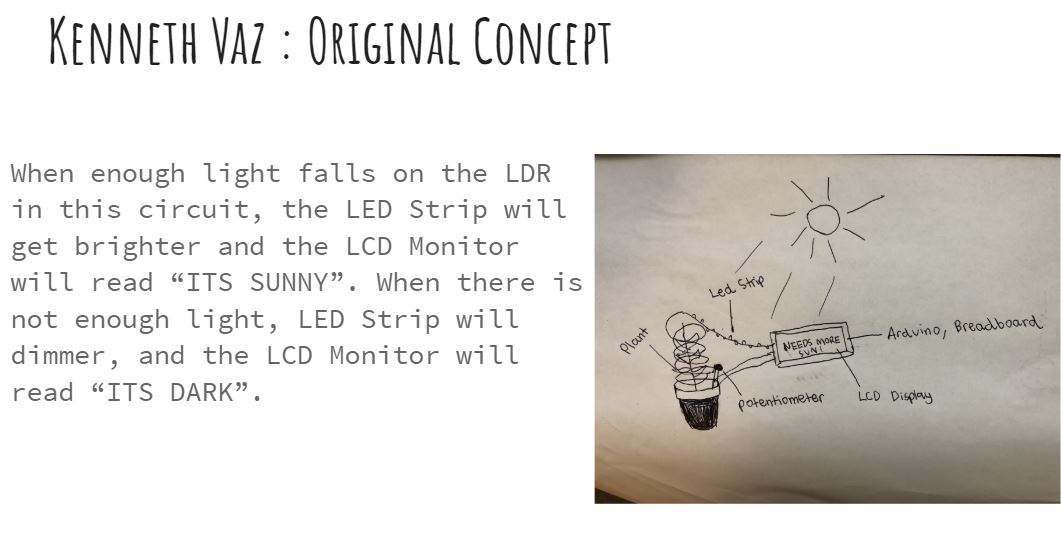 Kenneth Vaz : Original Concept
When enough light falls on the LDR
in this circuit, the LED Strip will
get brighter and the LCD Monitor
will read “ITS SUNNY”. When there is
not enough light, LED Strip will
dimmer, and the LCD Monitor will
read “ITS DARK”.
Led Strip
Plant
NEEDS MORE
SUN!
Arduino, Breadboard
potentiometer
LCD Display